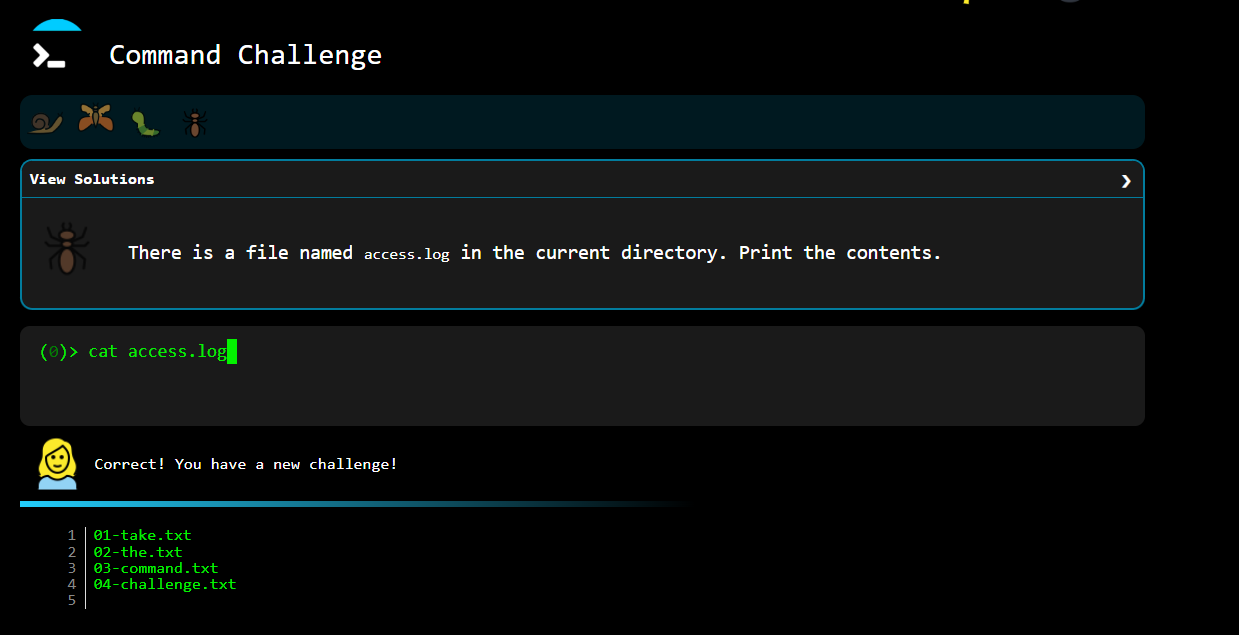 Command Challenge
View Solutions
There is a file named access.log in the current directory. Print the contents.
(0)> cat access.log
Correct! You have a new challenge!
1 01-take.txt
2 02-the.txt
3 03-command.txt
4 04-challenge.txt
5